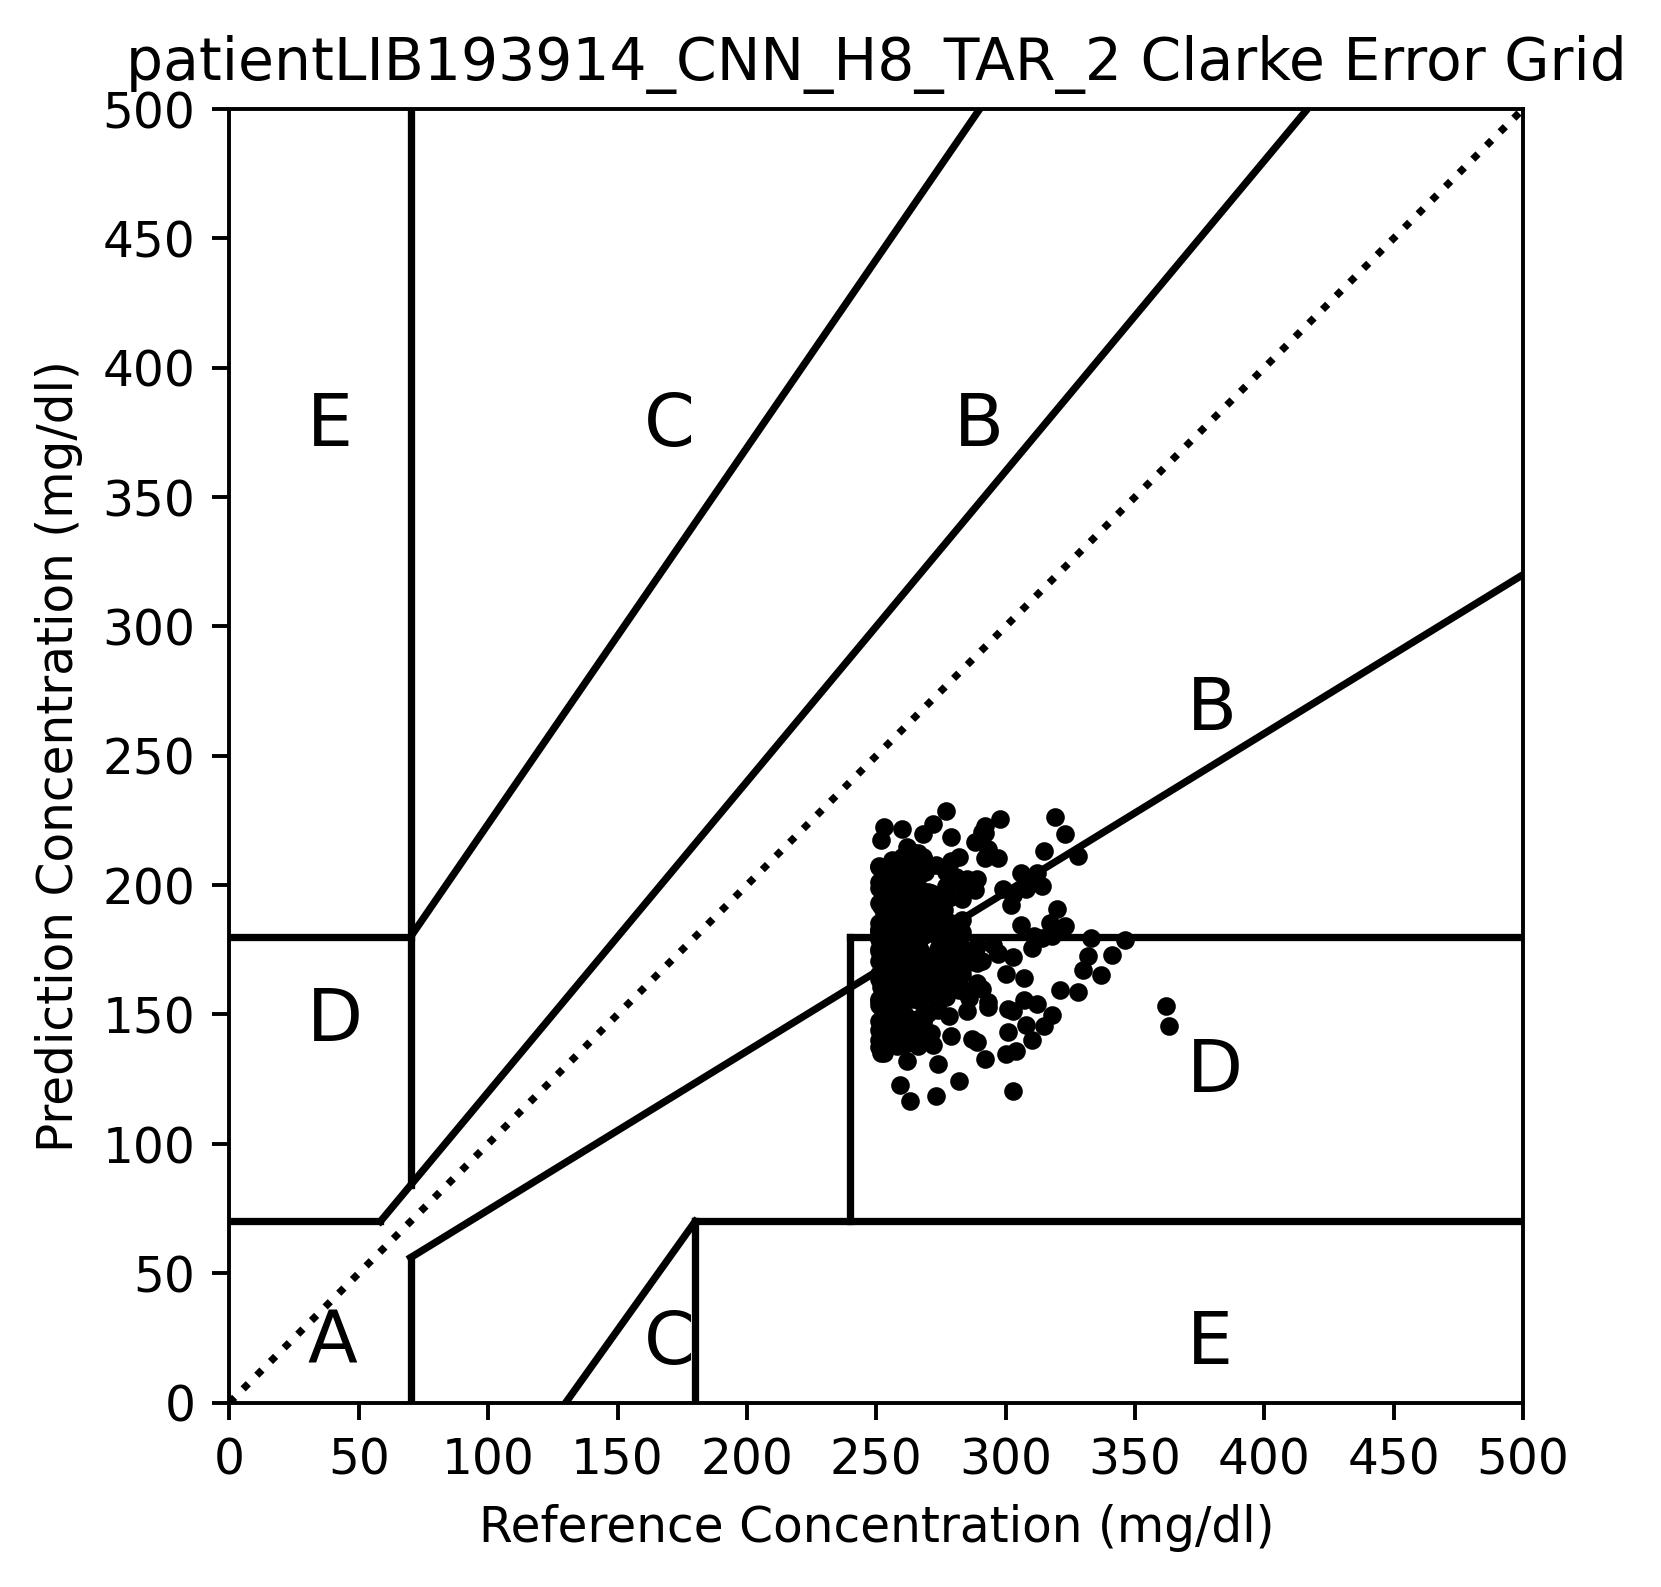 patientLIB193914_CNN_H8_TAR_2 Clarke Error Grid
500
450
400
350
300
250
200
150
100
50
0
Prediction Concentration (mg/dl)
E
C
B
B
D
D
A
C
E
0 50 100 150 200 250 300 350 400 450 500
Reference Concentration (mg/dl)